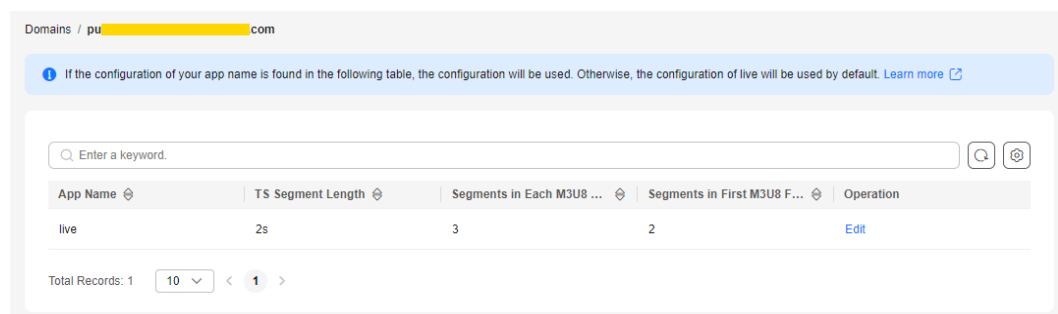 Domains / pu com
If the configuration of your app name is found in the following table, the configuration will be used. Otherwise, the configuration of live will be used by default. Learn more
Enter a keyword.
App Name TS Segment Length Segments in Each M3U8 ... Segments in First M3U8 F... Operation
live 2s 3 2 Edit
Total Records: 1 10 < 1 >